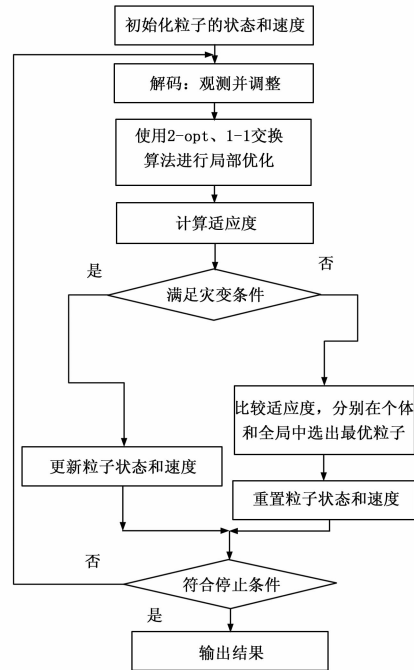 初始化粒子的状态和速度
解码：观测并调整
使用2-opt、1-1交换
算法进行局部优化
计算适应度
是
否
满足灾变条件
比较适应度，分别在个体
和全局中选出最优粒子
更新粒子状态和速度
重置粒子状态和速度
否
符合停止条件
是
输出结果